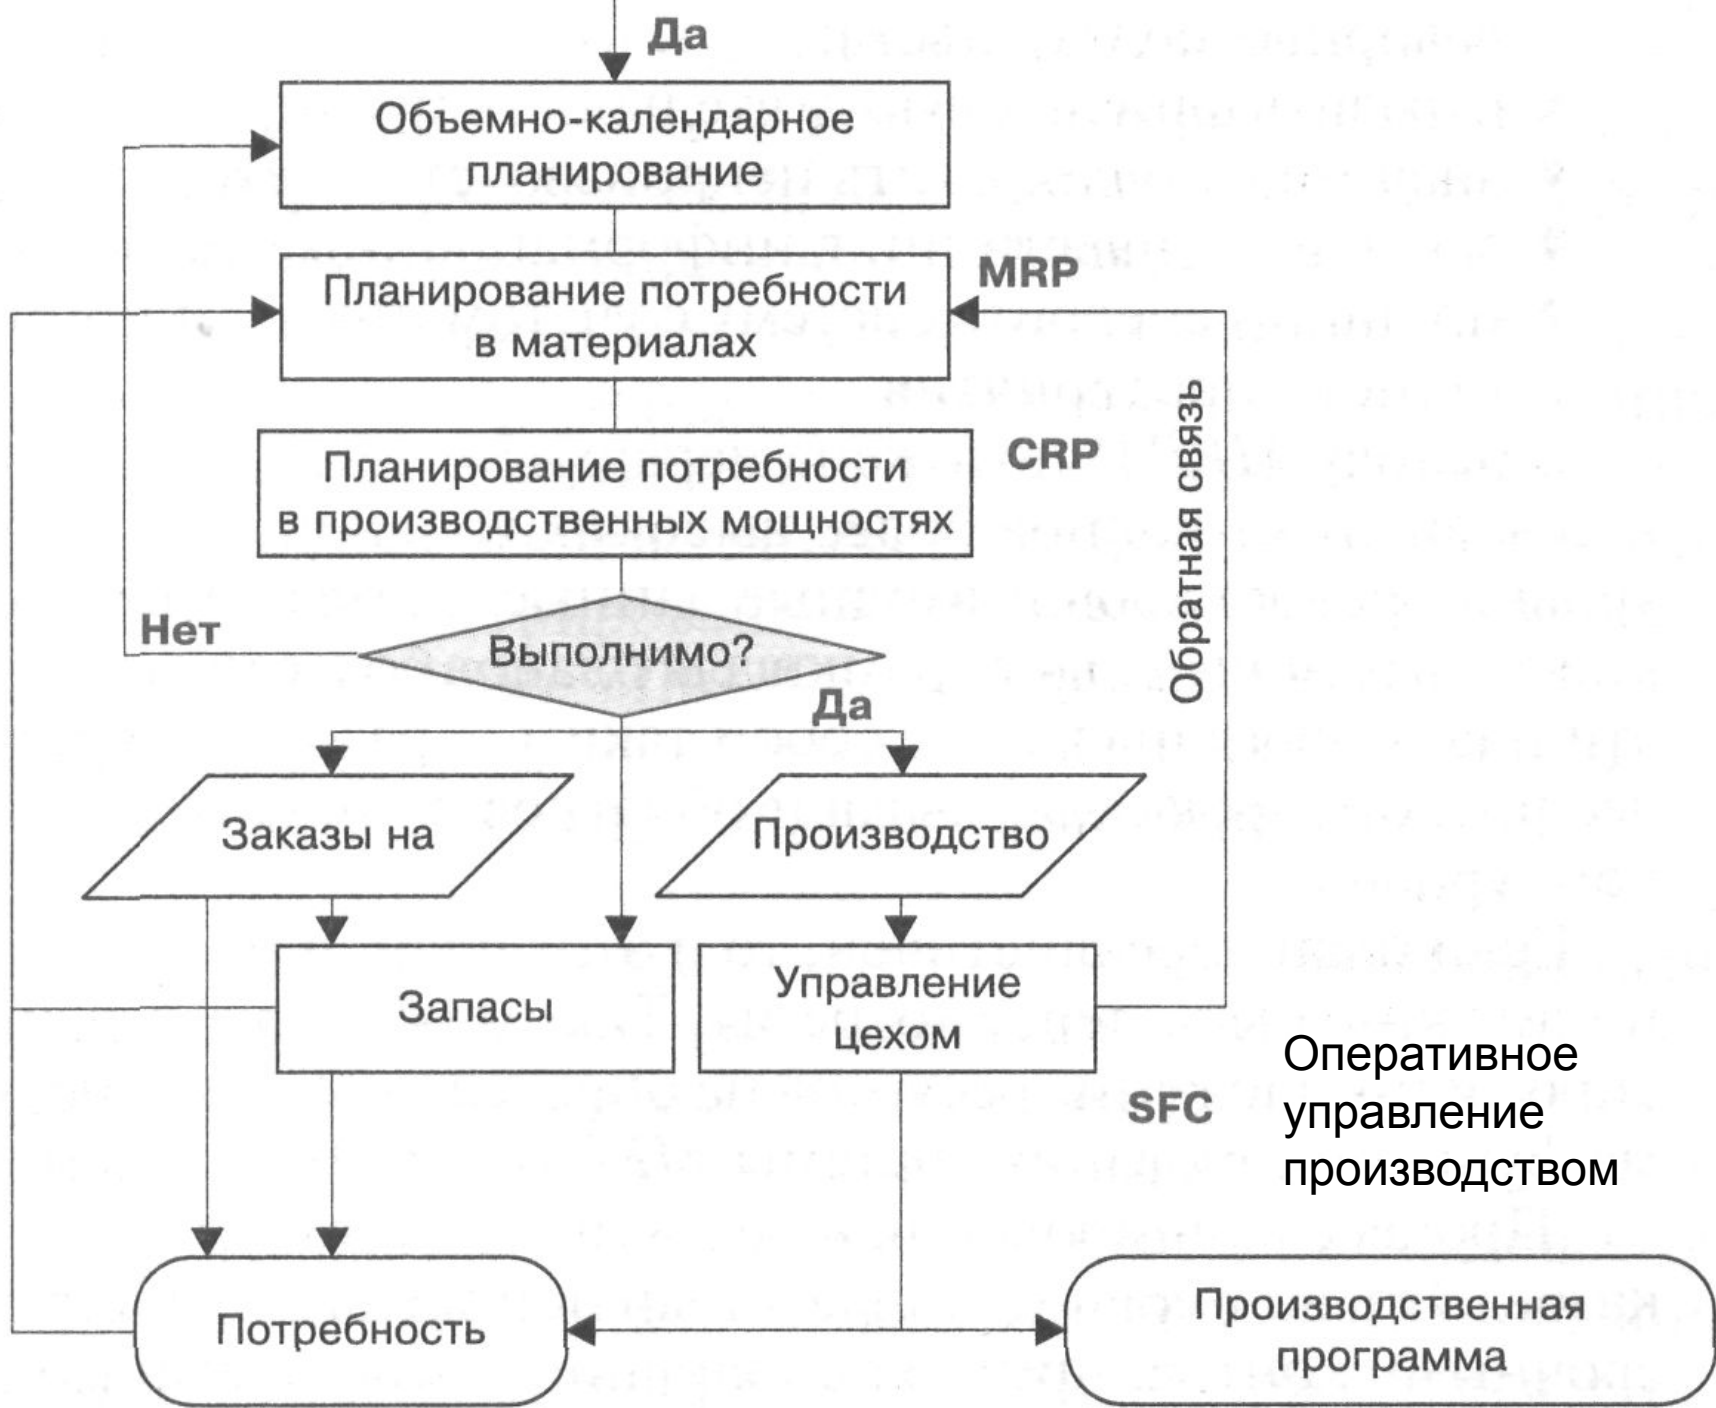 Да
Объемно-календарное
планирование
MRP
Планирование потребности
в материалах
CRP
Планирование потребности
в производственных мощностях
Обратная связь
Нет
Выполнимо?
Да
Заказы на
Производство
Запасы
Управление
цехом
SFC
Оперативное
управление
производством
Потребность
Производственная
программа